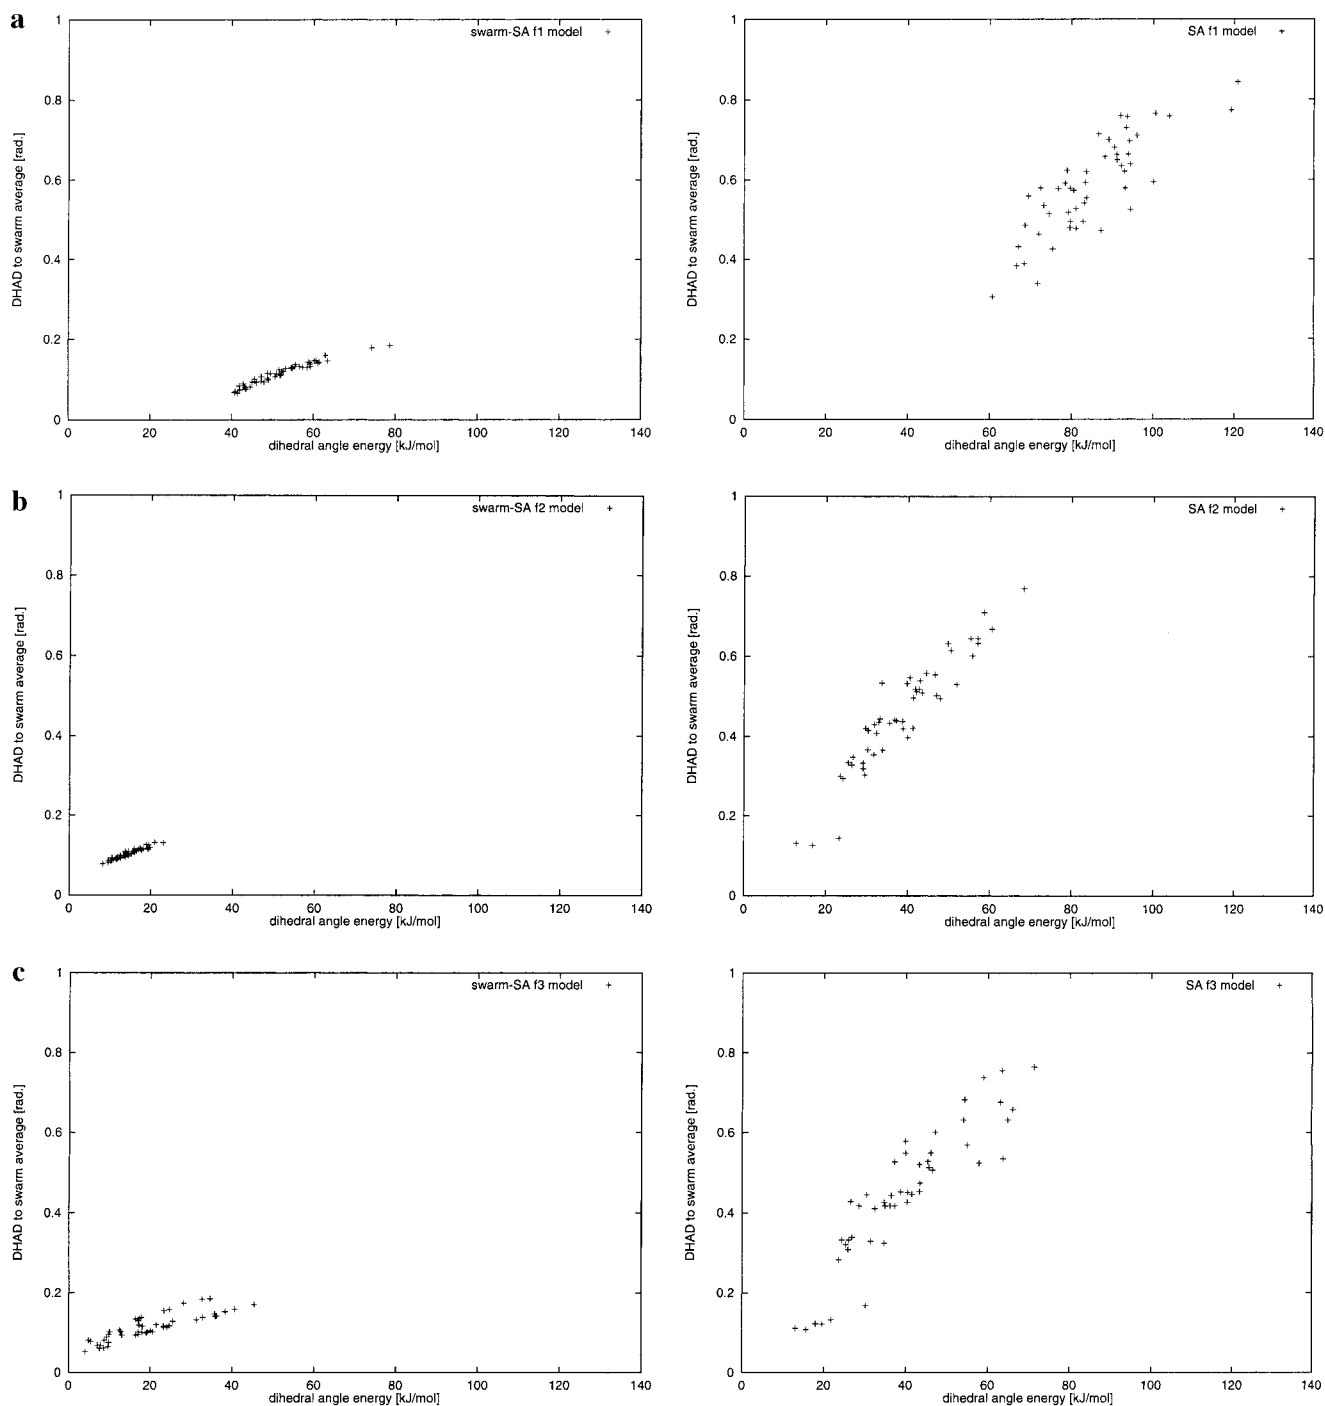 a
swarm-SA f1 model
DHAD to swarm average [rad.]
1
0.8
0.6
0.4
0.2
0
0 20 40 60 80 100 120 140
dihedral angle energy [kJ/mol]
SA f1 model
DHAD to swarm average [rad.]
1
0.8
0.6
0.4
0.2
0
0 20 40 60 80 100 120 140
dihedral angle energy [kJ/mol]
b
swarm-SA f2 model
DHAD to swarm average [rad.]
1
0.8
0.6
0.4
0.2
0
0 20 40 60 80 100 120 140
dihedral angle energy [kJ/mol]
SA f2 model
DHAD to swarm average [rad.]
1
0.8
0.6
0.4
0.2
0
0 20 40 60 80 100 120 140
dihedral angle energy [kJ/mol]
c
swarm-SA f3 model
DHAD to swarm average [rad.]
1
0.8
0.6
0.4
0.2
0
0 20 40 60 80 100 120 140
dihedral angle energy [kJ/mol]
SA f3 model
DHAD to swarm average [rad.]
1
0.8
0.6
0.4
0.2
0
0 20 40 60 80 100 120 140
dihedral angle energy [kJ/mol]